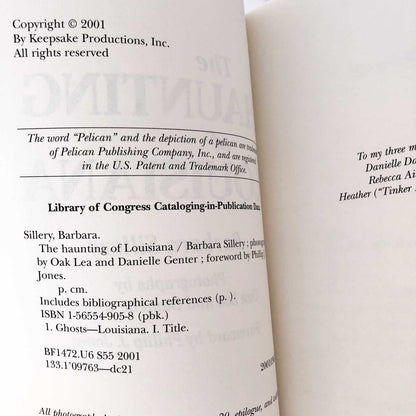 Copyright © 2001
By Keepsake Productions, Inc.
All rights reserved
The word “Pelican” and the depiction of a pelican are
of Pelican Publishing Company, Inc., and are
in the U.S. Patent and Trademark Office.
Library of Congress Cataloging-in-Publication
Sillery, Barbara.
The haunting of Louisiana / Barbara Sillery ;
by Oak Lea and Danielle Genter ; foreword by
Jones.
p. cm.
Includes bibliographical references (p. ).
ISBN 1-56554-905-8 (pbk.)
1. Ghosts—Louisiana. I. Title.
BF1472.U6 S55 2001
133.1'09763—dc21
20, epilogue, and
To my three
Danielle
Rebecca
Heather (“Tinker